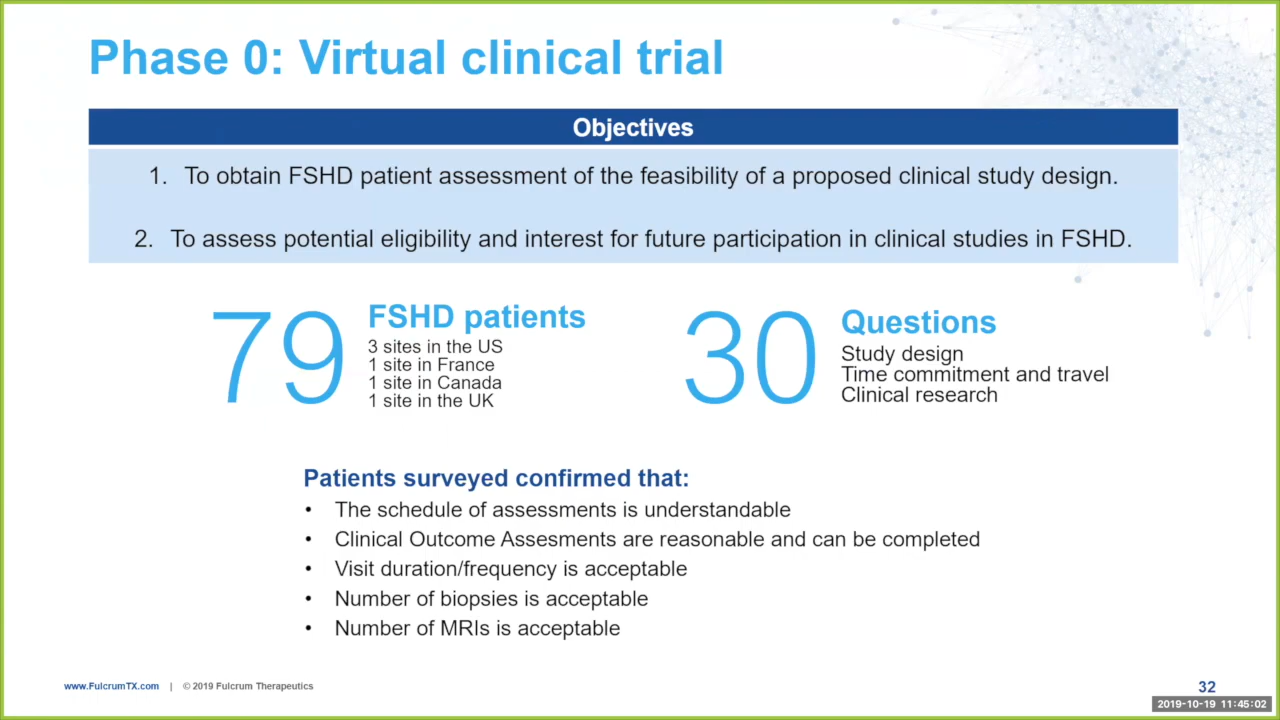 Phase 0: Virtual clinical trial
Objectives
1. To obtain FSHD patient assessment of the feasibility of a proposed clinical study design.
2. To assess potential eligibility and interest for future participation in clinical studies in FSHD.
79
FSHD patients
3 sites in the US
1 site in France
1 site in Canada
1 site in the UK
30
Questions
Study design
Time commitment and travel
Clinical research
Patients surveyed confirmed that:
• The schedule of assessments is understandable
• Clinical Outcome Assesments are reasonable and can be completed
• Visit duration/frequency is acceptable
• Number of biopsies is acceptable
• Number of MRIs is acceptable
www.FulcrumTX.com | © 2019 Fulcrum Therapeutics
32
2019-10-19 11:45:02